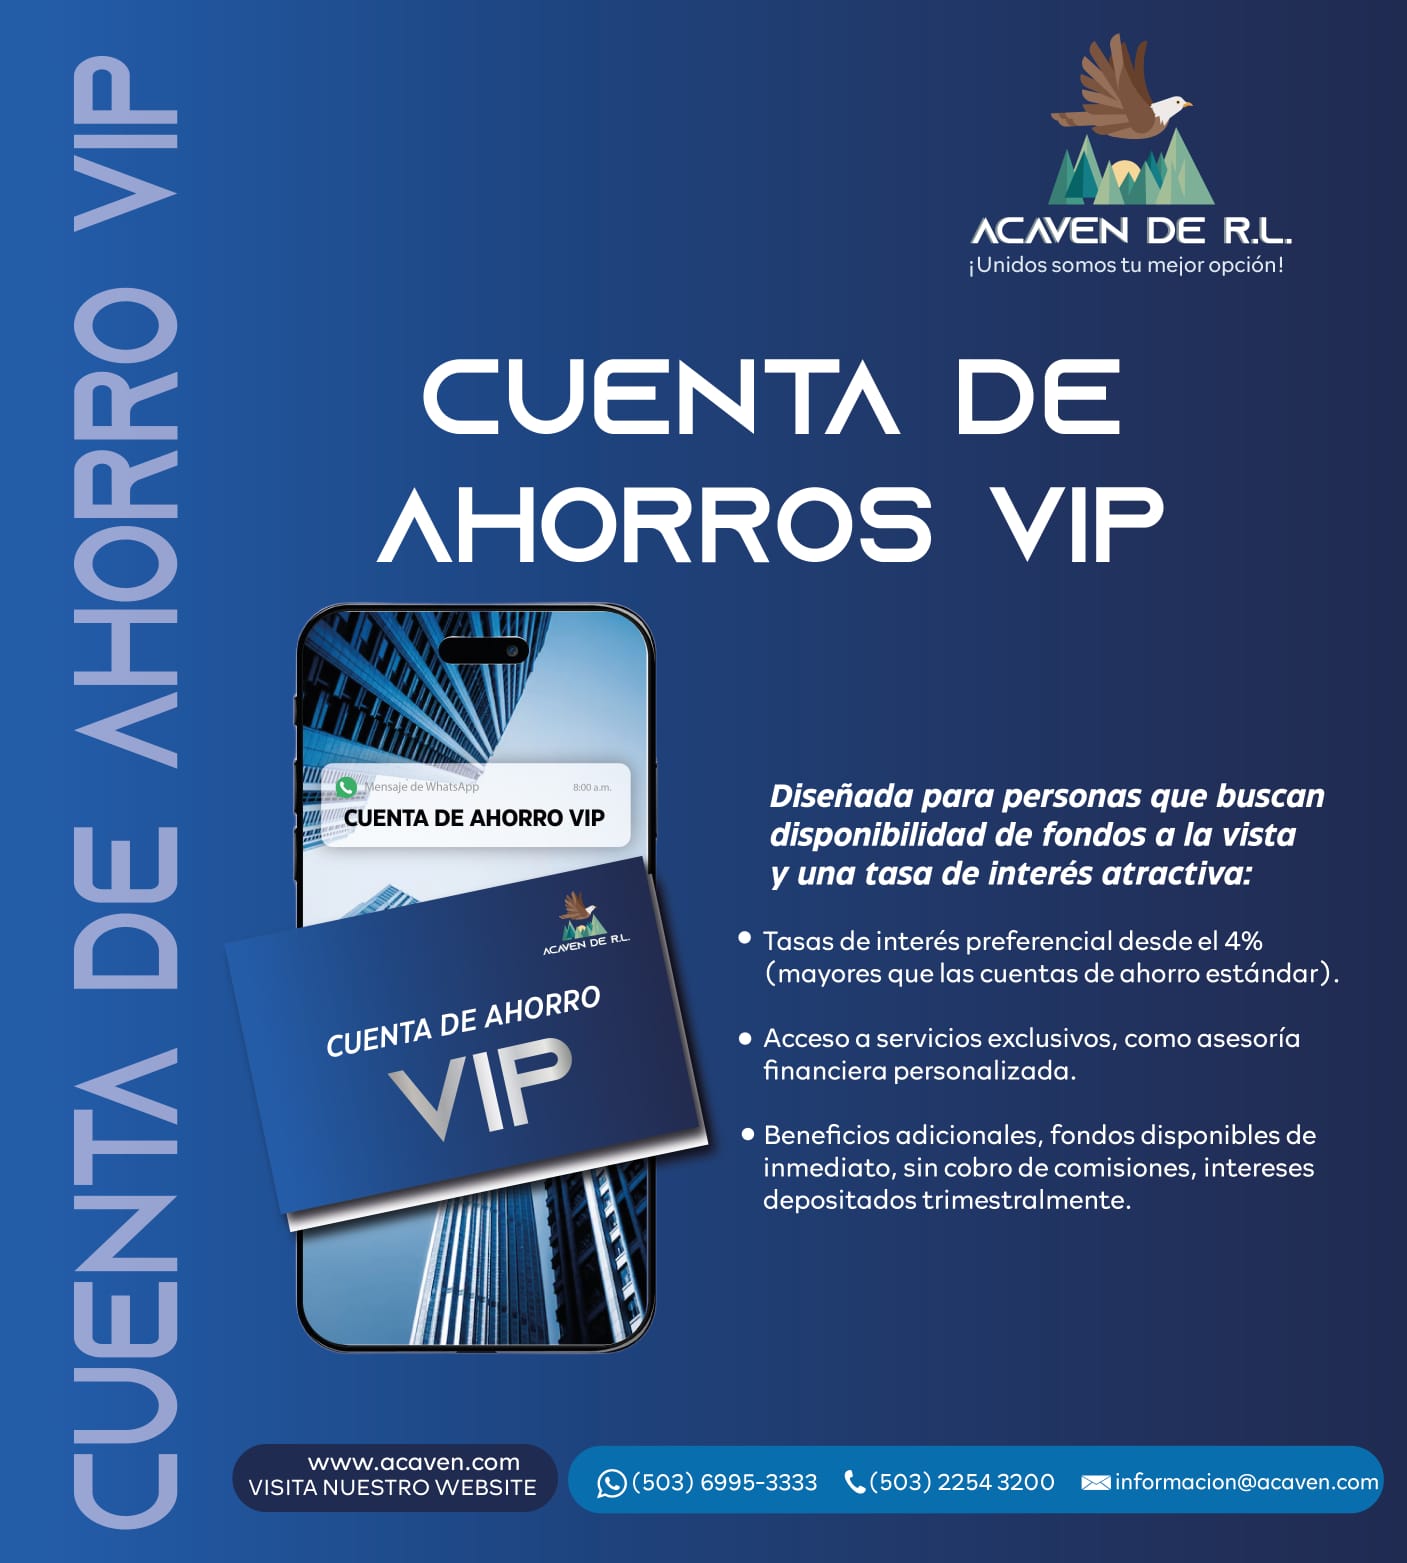 CUENTA DE AHORRO VIP
ACAVEN DE R.L.
¡Unidos somos tu mejor opción!
CUENTA DE
AHORROS VIP
Mensaje de WhatsApp 8:00 a.m.
CUENTA DE AHORRO VIP
ACAVEN DE R.L.
CUENTA DE AHORRO
VIP
Diseñada para personas que buscan
disponibilidad de fondos a la vista
y una tasa de interés atractiva:
• Tasas de interés preferencial desde el 4%
(mayores que las cuentas de ahorro estándar).
• Acceso a servicios exclusivos, como asesoría
financiera personalizada.
• Beneficios adicionales, fondos disponibles de
inmediato, sin cobro de comisiones, intereses
depositados trimestralmente.
www.acaven.com
VISITA NUESTRO WEBSITE
(503) 6995-3333 (503) 2254 3200 informacion@acaven.com